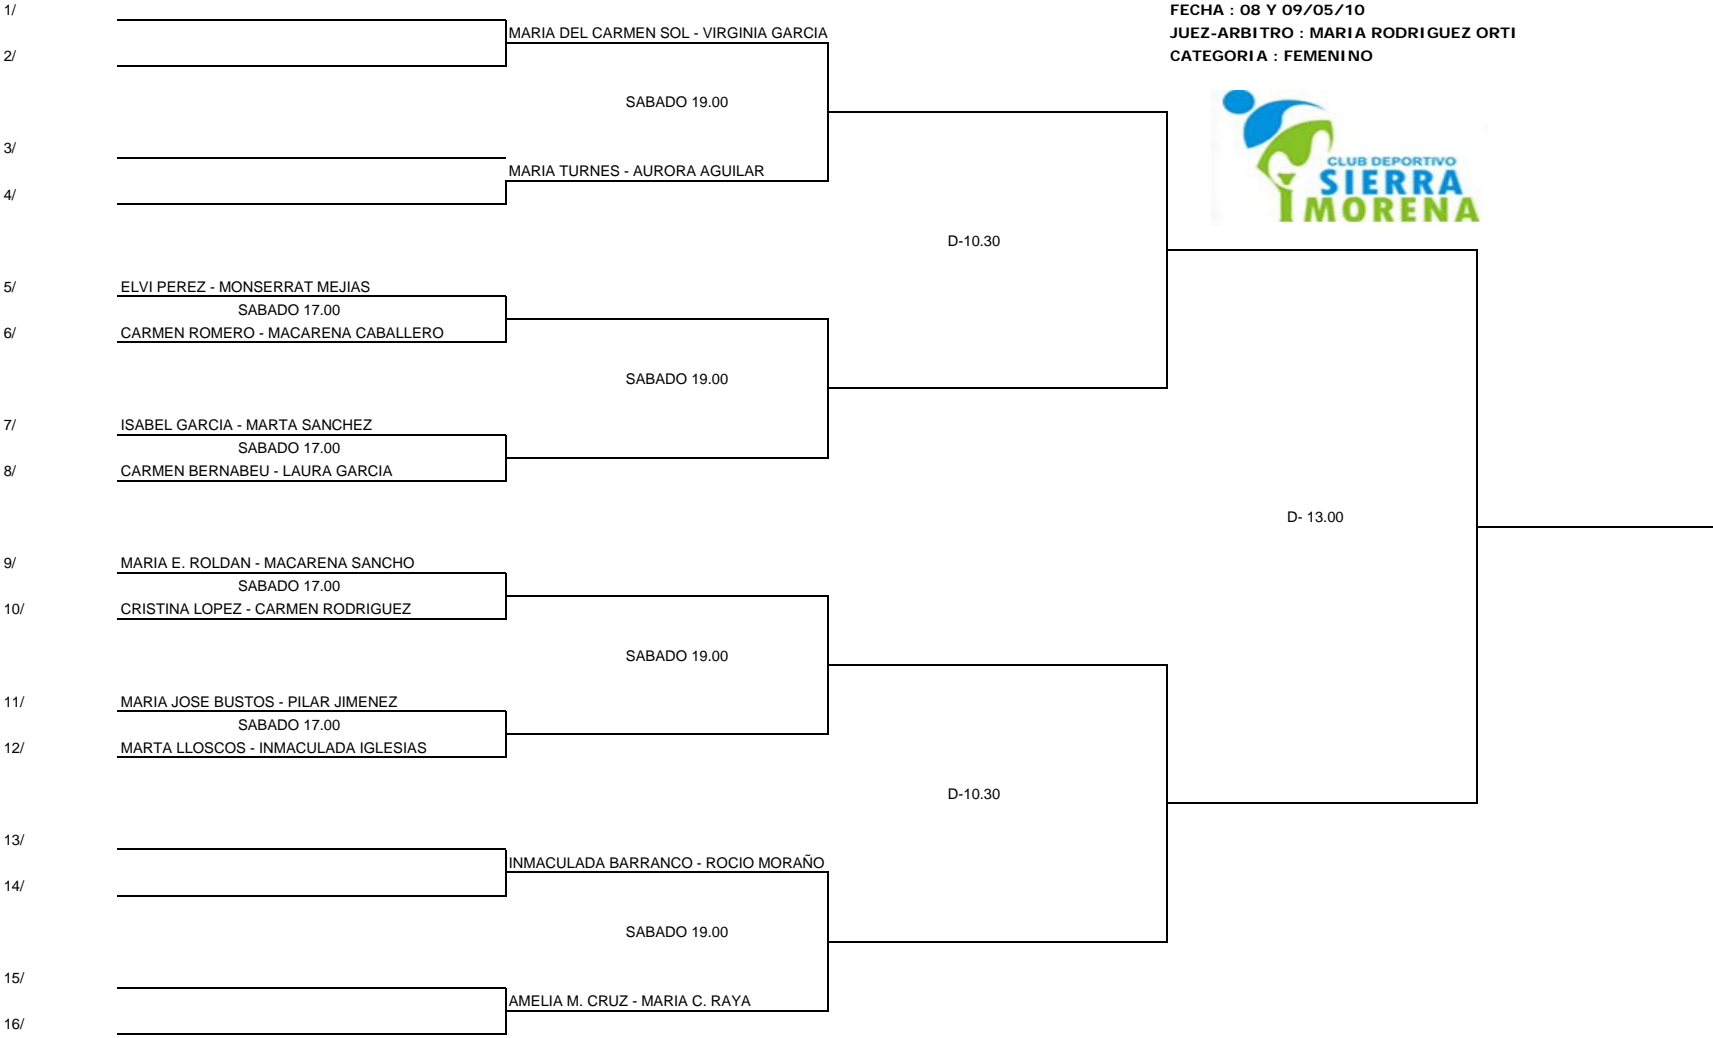 1/
FECHA : 08 Y 09/05/10
MARIA DEL CARMEN SOL - VIRGINIA GARCIA
JUEZ-ARBITRO : MARIA RODRIGUEZ ORTI
2/
CATEGORIA : FEMENINO
SABADO 19.00
3/
CLUB DEPORTIVO
SIERRA
MORENA
MARIA TURNES - AURORA AGUILAR
4/
D-10.30
5/ ELVI PEREZ - MONSERRAT MEJIAS
SABADO 17.00
6/ CARMEN ROMERO - MACARENA CABALLERO
SABADO 19.00
7/ ISABEL GARCIA - MARTA SANCHEZ
SABADO 17.00
8/ CARMEN BERNABEU - LAURA GARCIA
D- 13.00
9/ MARIA E. ROLDAN - MACARENA SANCHO
SABADO 17.00
10/ CRISTINA LOPEZ - CARMEN RODRIGUEZ
SABADO 19.00
11/ MARIA JOSE BUSTOS - PILAR JIMENEZ
SABADO 17.00
12/ MARTA LLOSCOS - INMACULADA IGLESIAS
D-10.30
13/
INMACULADA BARRANCO - ROCIO MORAÑO
14/
SABADO 19.00
15/
AMELIA M. CRUZ - MARIA C. RAYA
16/